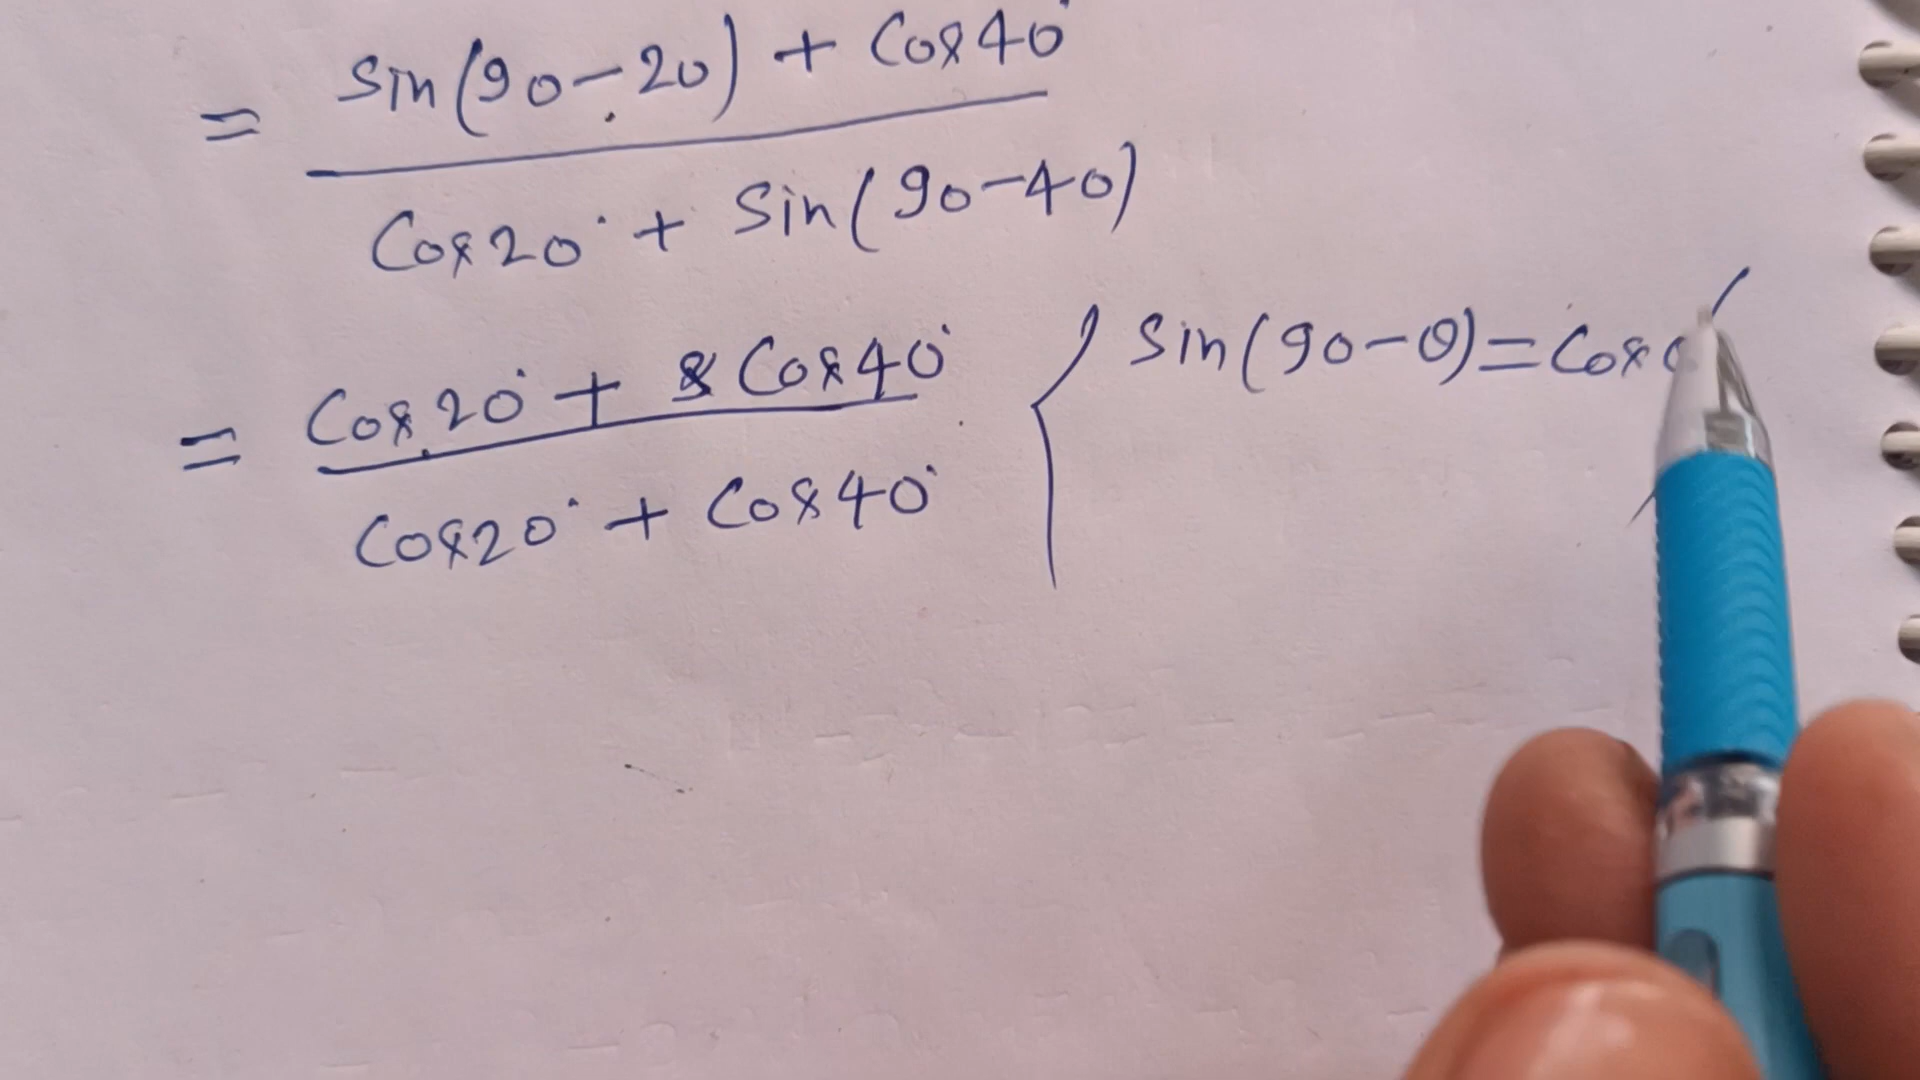 = sin(90-20) + Cos40°
Cos20° + Sin(90-40)
= Cos20° + Cos40° { Sin(90-θ)=Cos
Cos20° + Cos40°